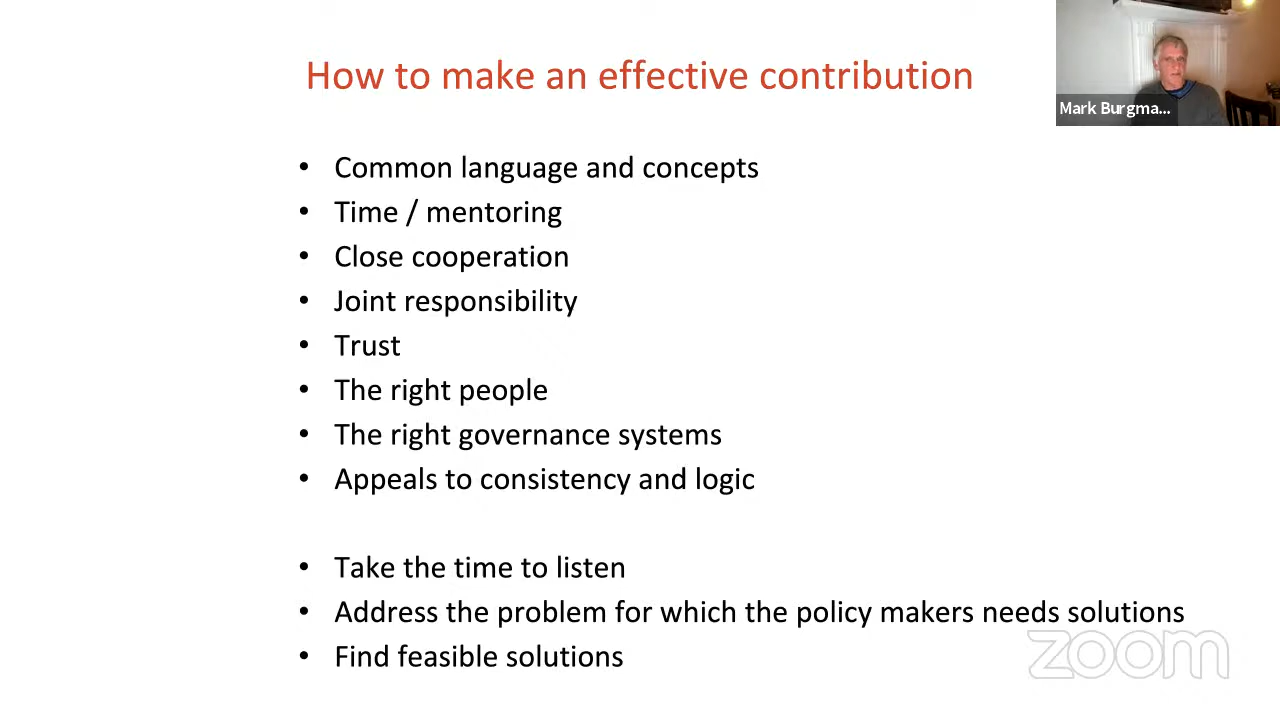 How to make an effective contribution
Mark Burgma...
• Common language and concepts
• Time / mentoring
• Close cooperation
• Joint responsibility
• Trust
• The right people
• The right governance systems
• Appeals to consistency and logic
• Take the time to listen
• Address the problem for which the policy makers needs solutions
• Find feasible solutions
zoom